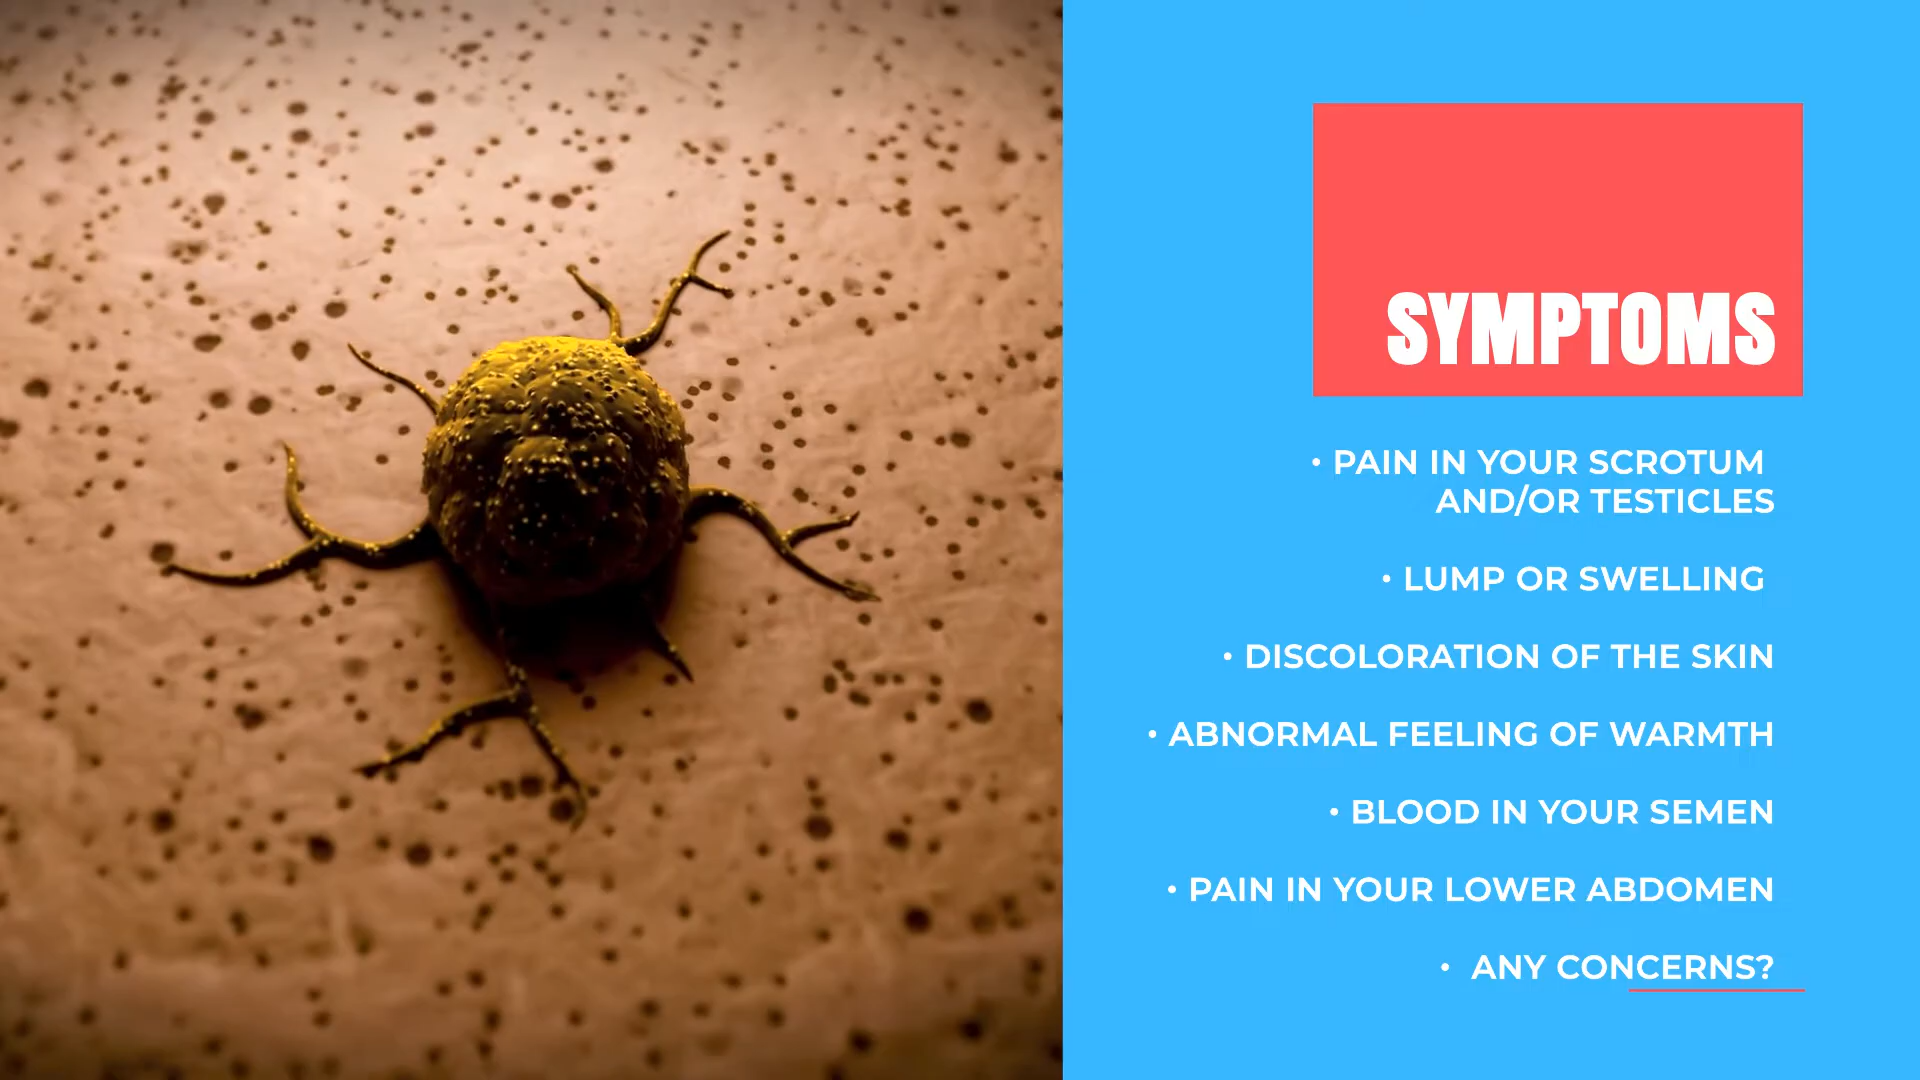 SYMPTOMS
• PAIN IN YOUR SCROTUM
AND/OR TESTICLES
• LUMP OR SWELLING
• DISCOLORATION OF THE SKIN
• ABNORMAL FEELING OF WARMTH
• BLOOD IN YOUR SEMEN
• PAIN IN YOUR LOWER ABDOMEN
• ANY CONCERNS?